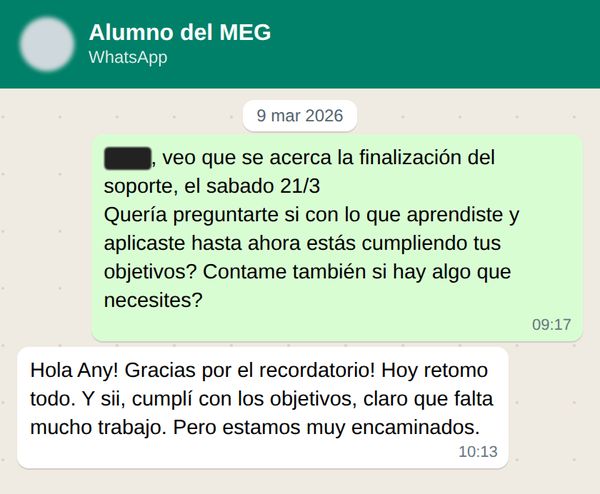 Alumno del MEG
WhatsApp
9 mar 2026
, veo que se acerca la finalización del
soporte, el sabado 21/3
Quería preguntarte si con lo que aprendiste y
aplicaste hasta ahora estás cumpliendo tus
objetivos? Contame también si hay algo que
necesites?
09:17
Hola Any! Gracias por el recordatorio! Hoy retomo
todo. Y sii, cumplí con los objetivos, claro que falta
mucho trabajo. Pero estamos muy encaminados.
10:13